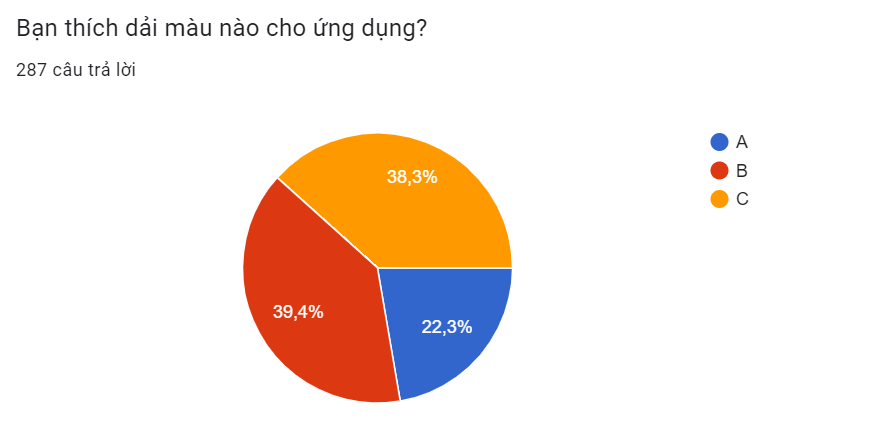 Bạn thích dải màu nào cho ứng dụng?
287 câu trả lời
A
B
C
38,3%
39,4%
22,3%